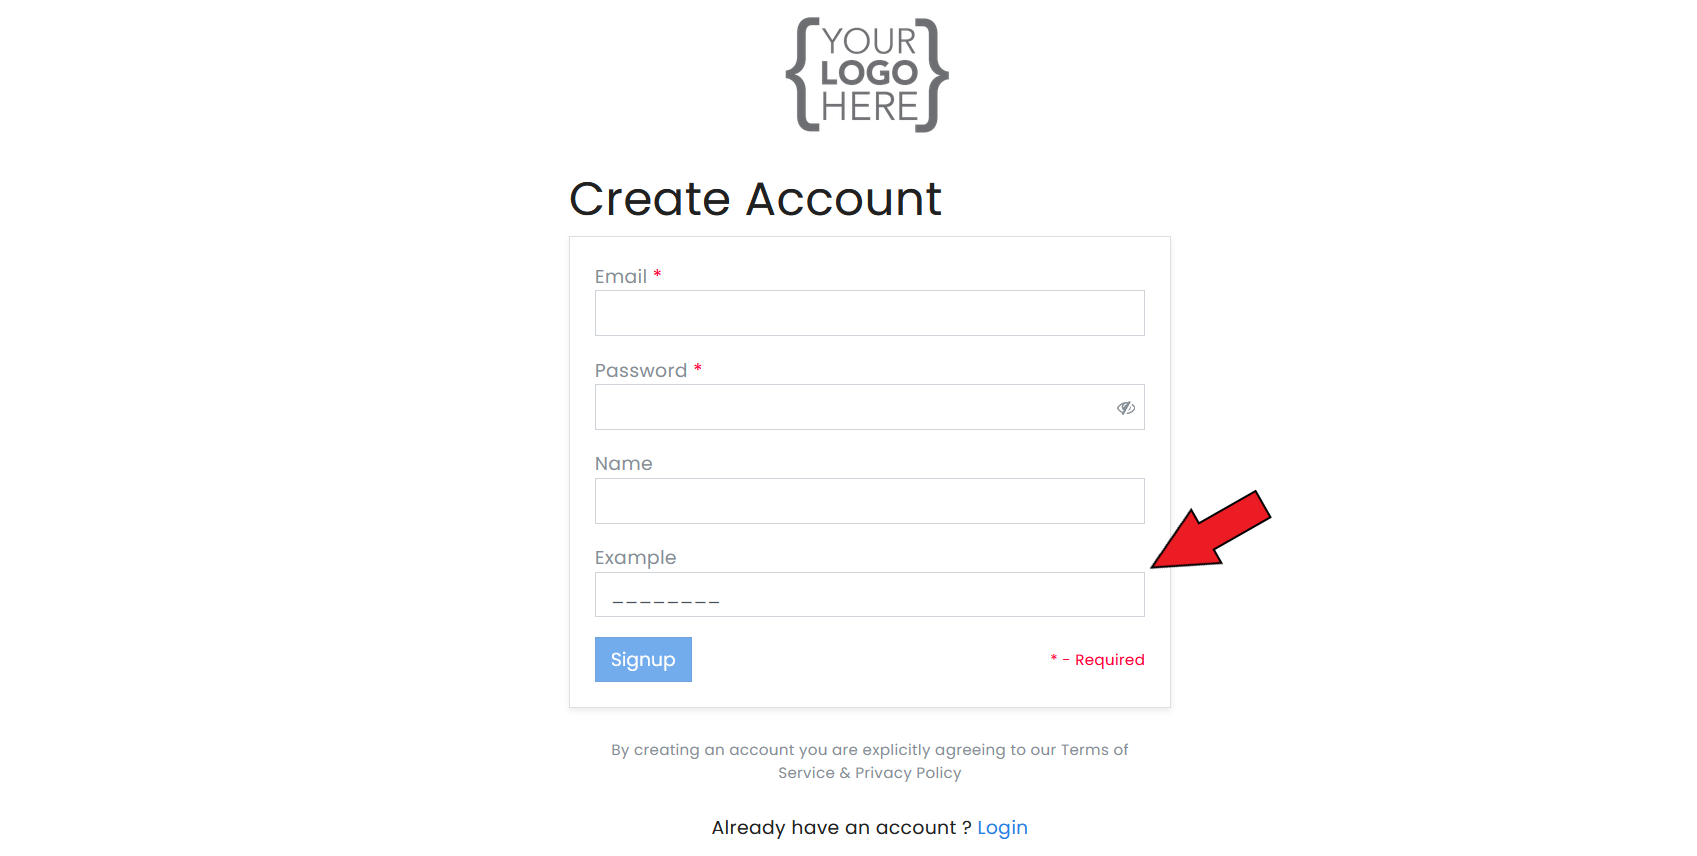 {YOUR
LOGO
HERE}
Create Account
Email *
Password *
Name
Example
________
Signup
* - Required
By creating an account you are explicitly agreeing to our Terms of
Service & Privacy Policy
Already have an account ? Login